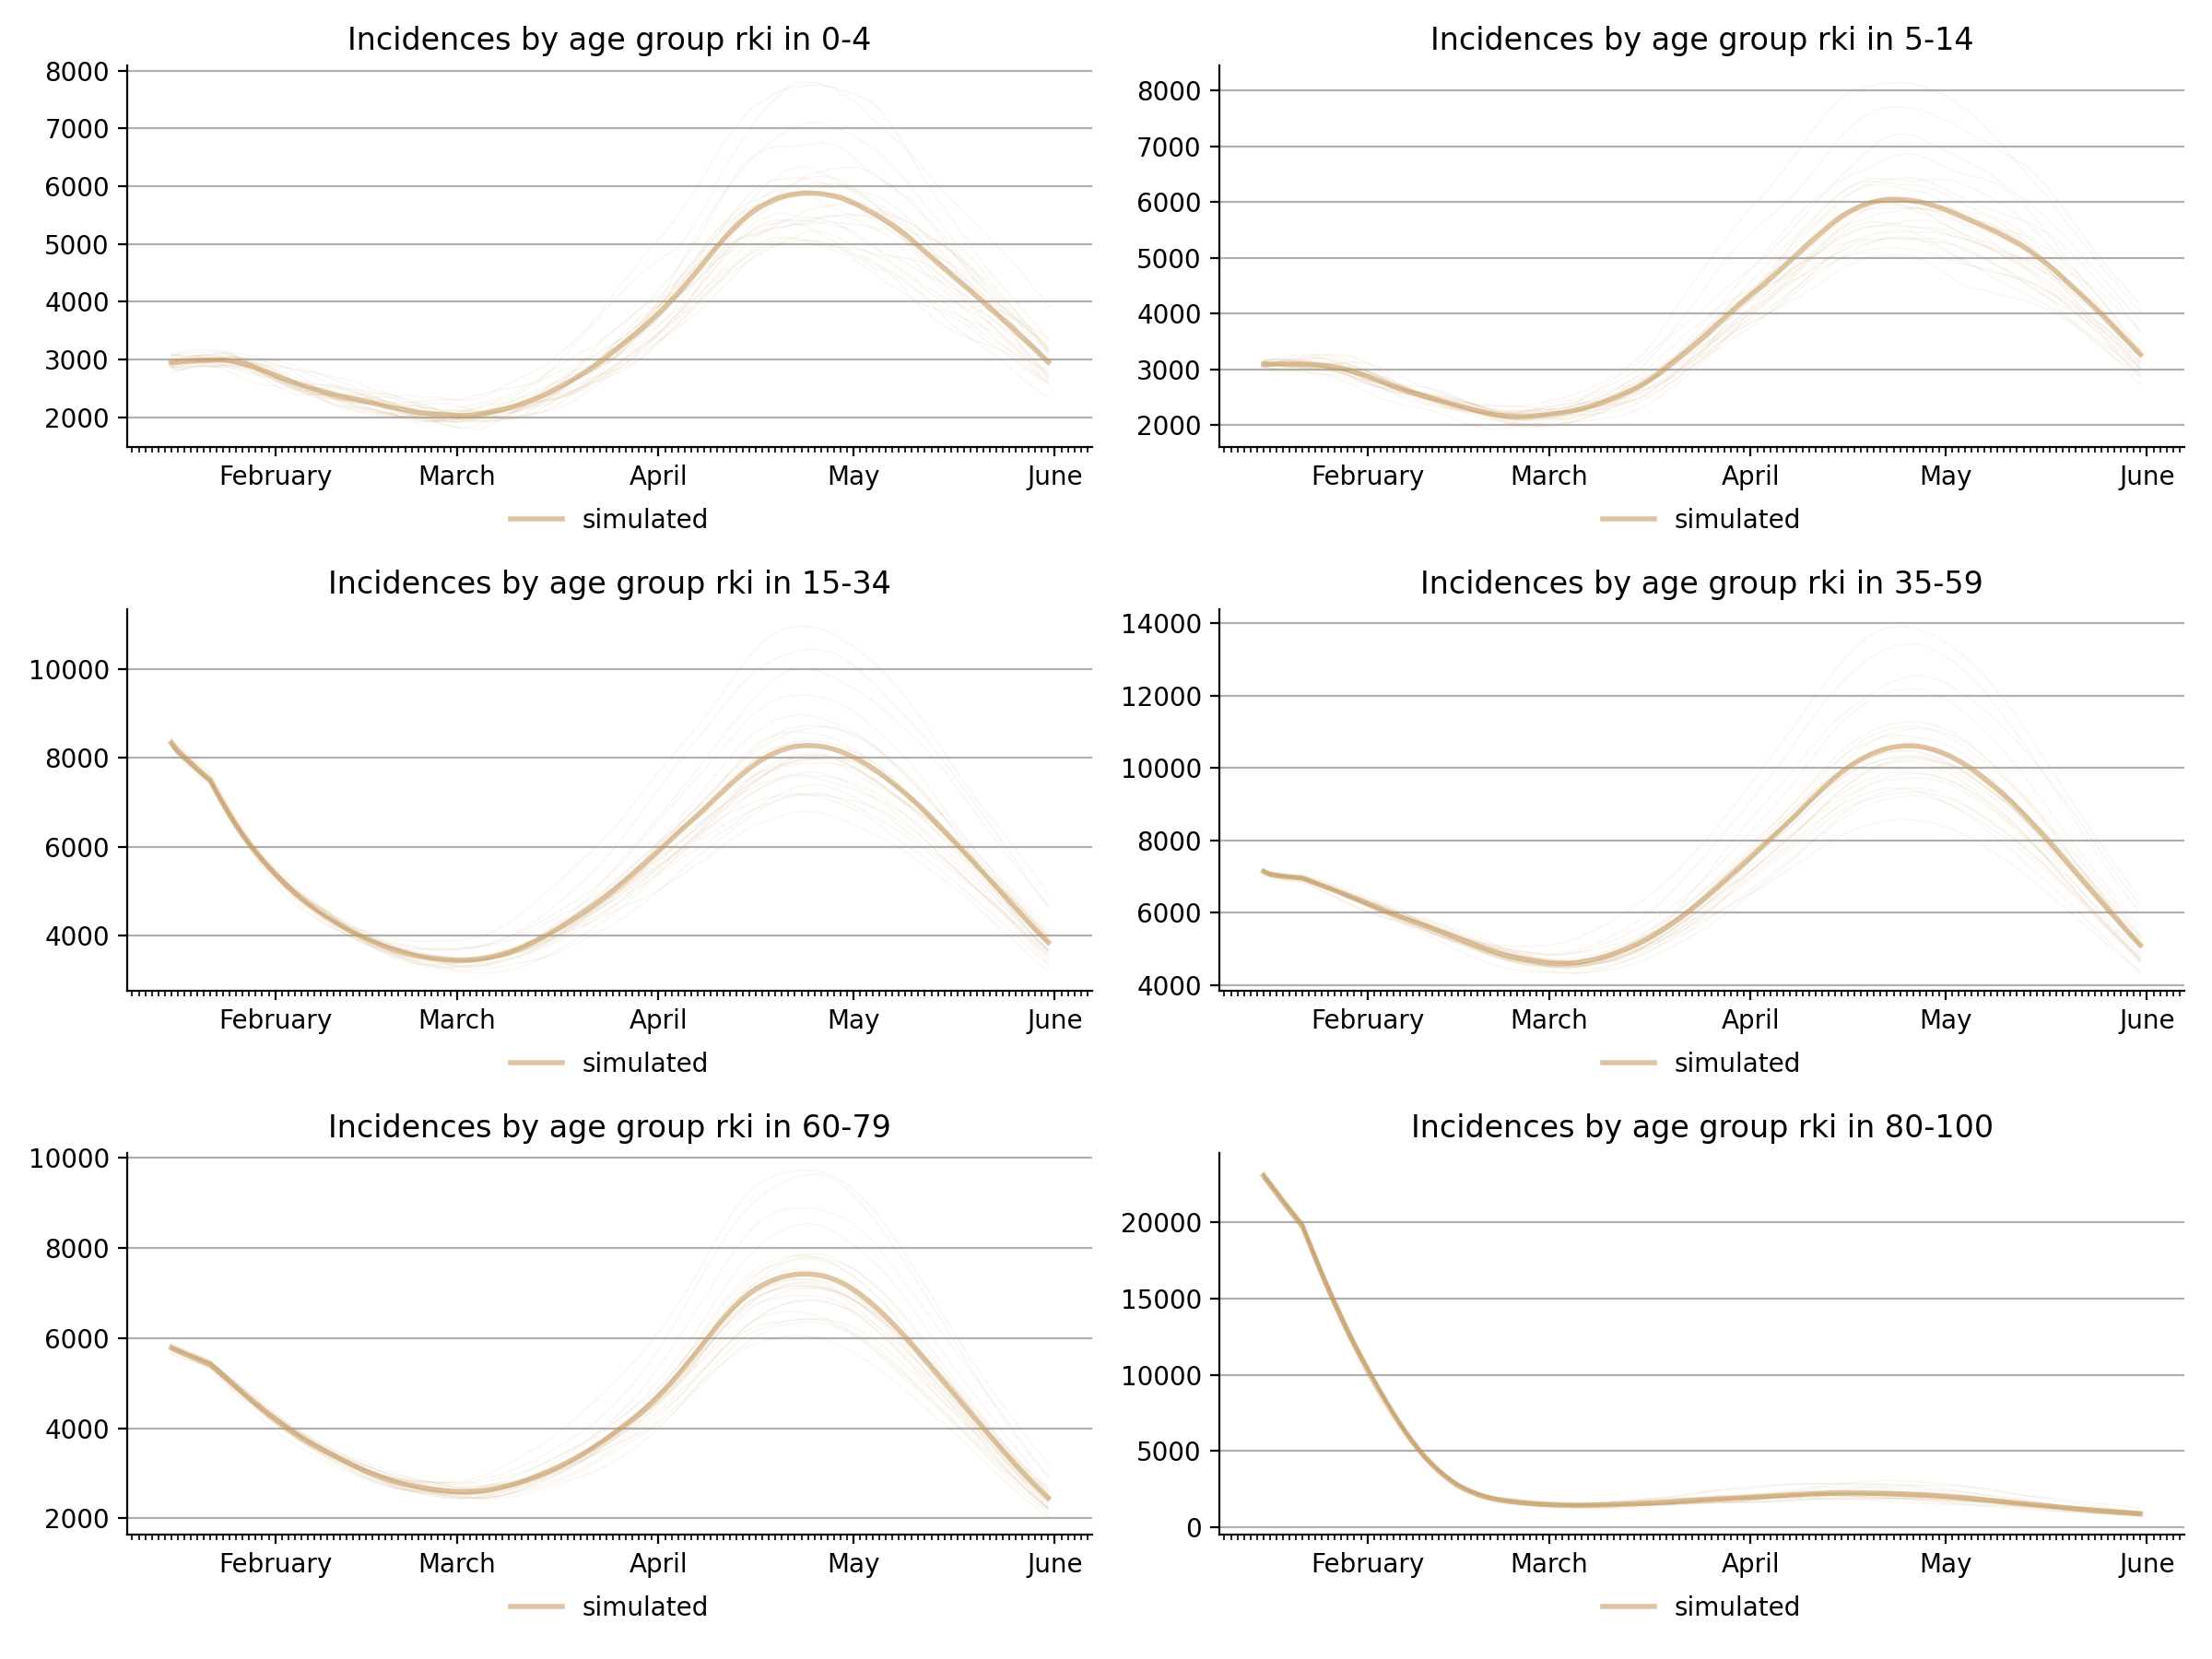 Incidences by age group rki in 0-4
8000
7000
6000
5000
4000
3000
2000
February March April May June
simulated
Incidences by age group rki in 5-14
8000
7000
6000
5000
4000
3000
2000
February March April May June
simulated
Incidences by age group rki in 15-34
10000
8000
6000
4000
February March April May June
simulated
Incidences by age group rki in 35-59
14000
12000
10000
8000
6000
4000
February March April May June
simulated
Incidences by age group rki in 60-79
10000
8000
6000
4000
2000
February March April May June
simulated
Incidences by age group rki in 80-100
20000
15000
10000
5000
0
February March April May June
simulated